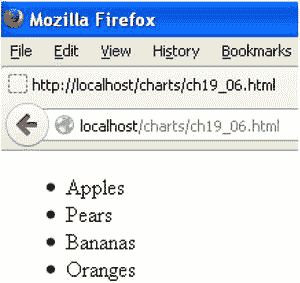 Mozilla Firefox
File Edit View History Bookmarks
http://localhost/charts/ch19_06.html
localhost/charts/ch19_06.html
Apples
Pears
Bananas
Oranges